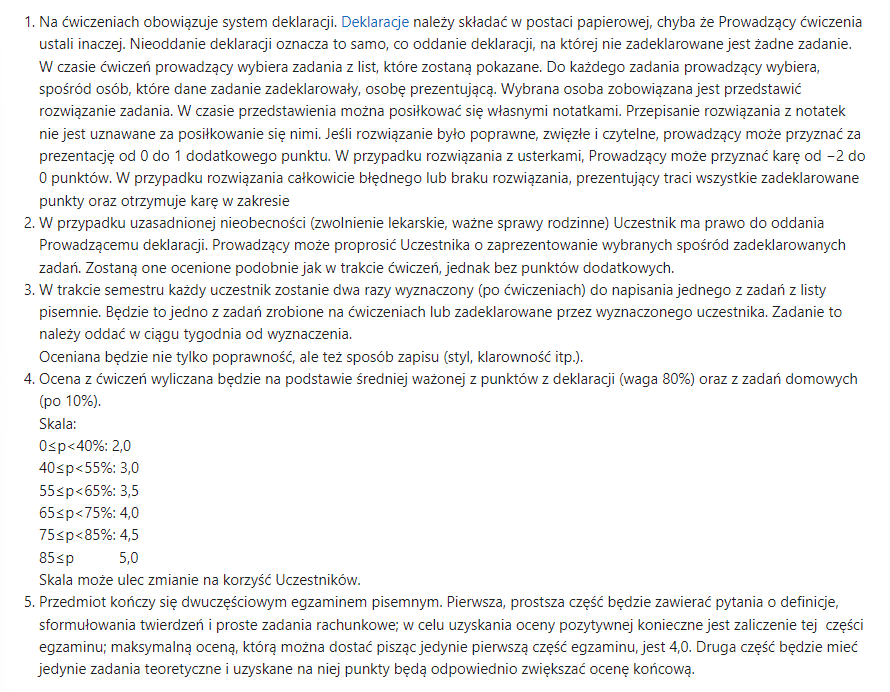 1. Na ćwiczeniach obowiązuje system deklaracji. Deklaracje należy składać w postaci papierowej, chyba że Prowadzący ćwiczenia
ustali inaczej. Nieoddanie deklaracji oznacza to samo, co oddanie deklaracji, na której nie zadeklarowane jest żadne zadanie.
W czasie ćwiczeń prowadzący wybiera zadania z list, które zostaną pokazane. Do każdego zadania prowadzący wybiera,
spośród osób, które dane zadanie zadeklarowały, osobę prezentującą. Wybrana osoba zobowiązana jest przedstawić
rozwiązanie zadania. W czasie przedstawienia można posiłkować się własnymi notatkami. Przepisanie rozwiązania z notatek
nie jest uznawane za posiłkowanie się nimi. Jeśli rozwiązanie było poprawne, zwięzłe i czytelne, prowadzący może przyznać za
prezentację od 0 do 1 dodatkowego punktu. W przypadku rozwiązania z usterkami, Prowadzący może przyznać karę od −2 do
0 punktów. W przypadku rozwiązania całkowicie błędnego lub braku rozwiązania, prezentujący traci wszystkie zadeklarowane
punkty oraz otrzymuje karę w zakresie
2. W przypadku uzasadnionej nieobecności (zwolnienie lekarskie, ważne sprawy rodzinne) Uczestnik ma prawo do oddania
Prowadzącemu deklaracji. Prowadzący może proprosić Uczestnika o zaprezentowanie wybranych spośród zadeklarowanych
zadań. Zostaną one ocenione podobnie jak w trakcie ćwiczeń, jednak bez punktów dodatkowych.
3. W trakcie semestru każdy uczestnik zostanie dwa razy wyznaczony (po ćwiczeniach) do napisania jednego z zadań z listy
pisemnie. Będzie to jedno z zadań zrobione na ćwiczeniach lub zadeklarowane przez wyznaczonego uczestnika. Zadanie to
należy oddać w ciągu tygodnia od wyznaczenia.
Oceniana będzie nie tylko poprawność, ale też sposób zapisu (styl, klarowność itp.).
4. Ocena z ćwiczeń wyliczana będzie na podstawie średniej ważonej z punktów z deklaracji (waga 80%) oraz z zadań domowych
(po 10%).
Skala:
0≤p<40%: 2,0
40≤p<55%: 3,0
55≤p<65%: 3,5
65≤p<75%: 4,0
75≤p<85%: 4,5
85≤p 5,0
Skala może ulec zmianie na korzyść Uczestników.
5. Przedmiot kończy się dwuczęściowym egzaminem pisemnym. Pierwsza, prostsza część będzie zawierać pytania o definicje,
sformułowania twierdzeń i proste zadania rachunkowe; w celu uzyskania oceny pozytywnej konieczne jest zaliczenie tej części
egzaminu; maksymalną oceną, którą można dostać pisząc jedynie pierwszą część egzaminu, jest 4,0. Druga część będzie mieć
jedynie zadania teoretyczne i uzyskane na niej punkty będą odpowiednio zwiększać ocenę końcową.